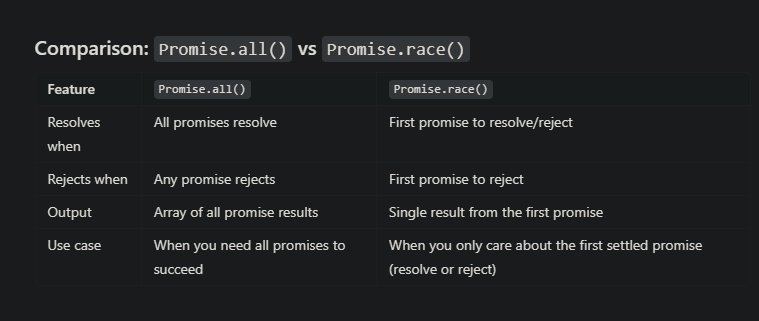 Comparison: Promise.all() vs Promise.race()
Feature Promise.all() Promise.race()
Resolves when All promises resolve First promise to resolve/reject
Rejects when Any promise rejects First promise to reject
Output Array of all promise results Single result from the first promise
Use case When you need all promises to succeed When you only care about the first settled promise (resolve or reject)